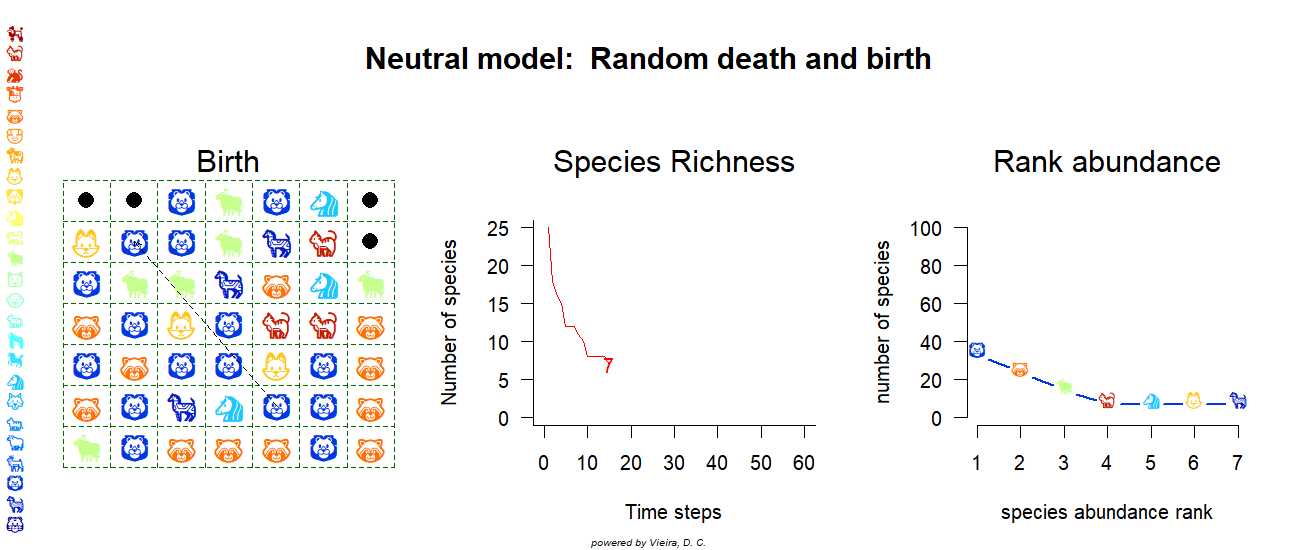 Neutral model:  Random death and birth
Birth
Species Richness
Number of species
25
20
15
10
5
0
7
0 10 20 30 40 50 60
Time steps
Rank abundance
number of species
100
80
60
40
20
0
1 2 3 4 5 6 7
species abundance rank
powered by Vieira, D. C.